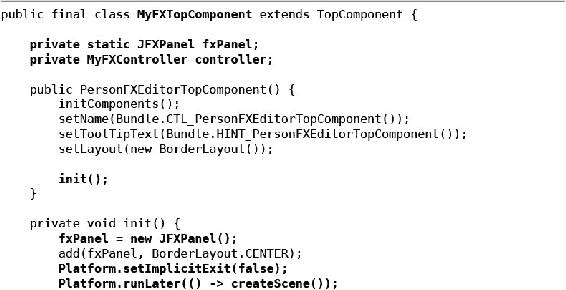 public final class MyFXTopComponent extends TopComponent {
private static JFXPanel fxPanel;
private MyFXController controller;
public PersonFXEditorTopComponent() {
initComponents();
setName(Bundle.CTL_PersonFXEditorTopComponent());
setToolTipText(Bundle.HINT_PersonFXEditorTopComponent());
setLayout(new BorderLayout());
init();
}
private void init() {
fxPanel = new JFXPanel();
add(fxPanel, BorderLayout.CENTER);
Platform.setImplicitExit(false);
Platform.runLater(() -> createScene());